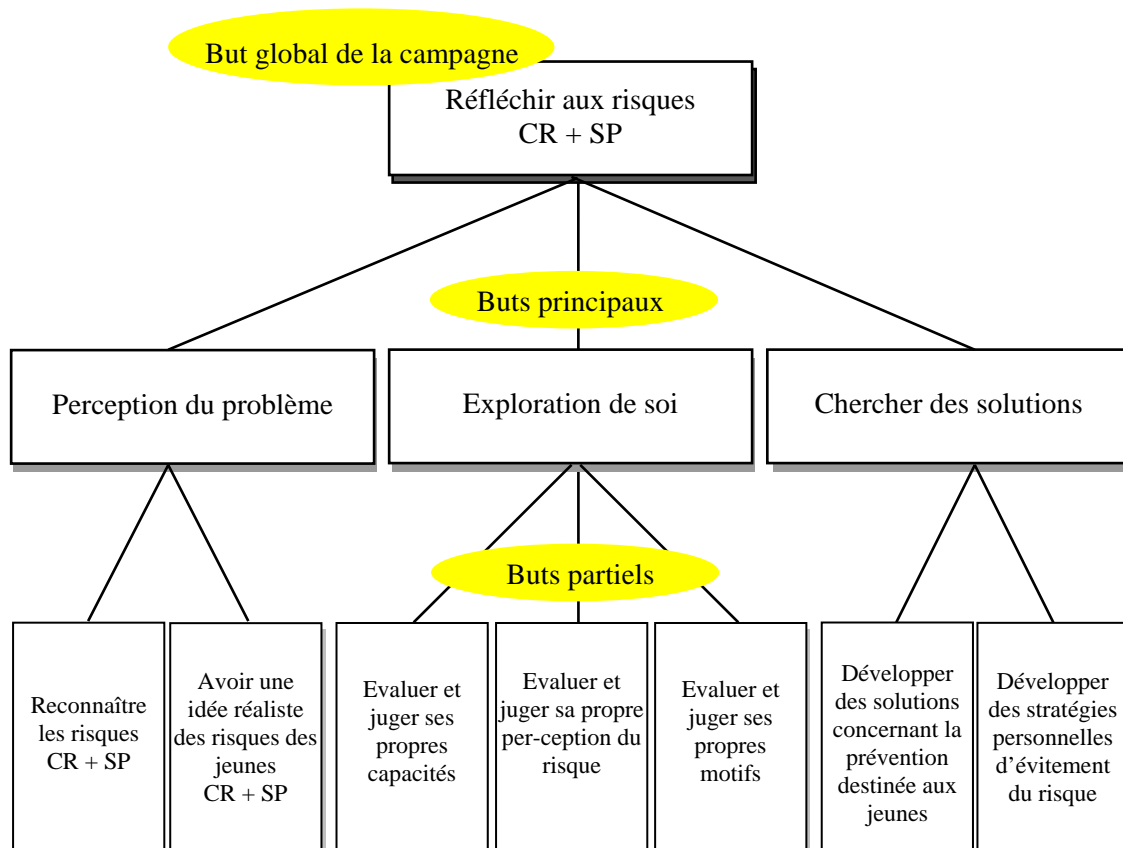 But global de la campagne
Réfléchir aux risques
CR + SP
Buts principaux
Perception du problème
Exploration de soi
Chercher des solutions
Buts partiels
Reconnaître
les risques
CR + SP
Avoir une
idée réaliste
des risques des
jeunes
CR + SP
Evaluer et
juger ses
propres
capacités
Evaluer et
juger sa propre
per-ception du
risque
Evaluer et
juger ses
propres
motifs
Développer
des solutions
concernant la
prévention
destinée aux
jeunes
Développer
des stratégies
personnelles
d’évitement
du risque